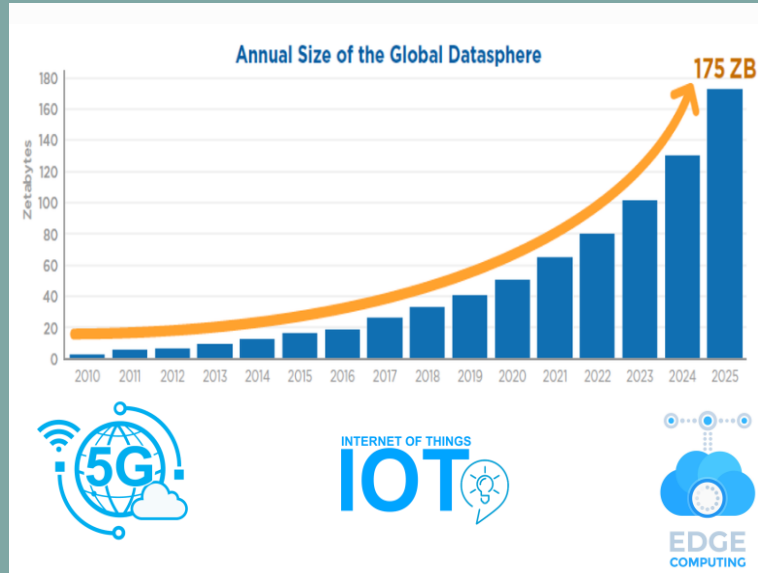 Annual Size of the Global Datasphere
175 ZB
Zetabytes
180
160
140
120
100
80
60
40
20
0
2010 2011 2012 2013 2014 2015 2016 2017 2018 2019 2020 2021 2022 2023 2024 2025
5G
INTERNET OF THINGS
IOT
EDGE
COMPUTING